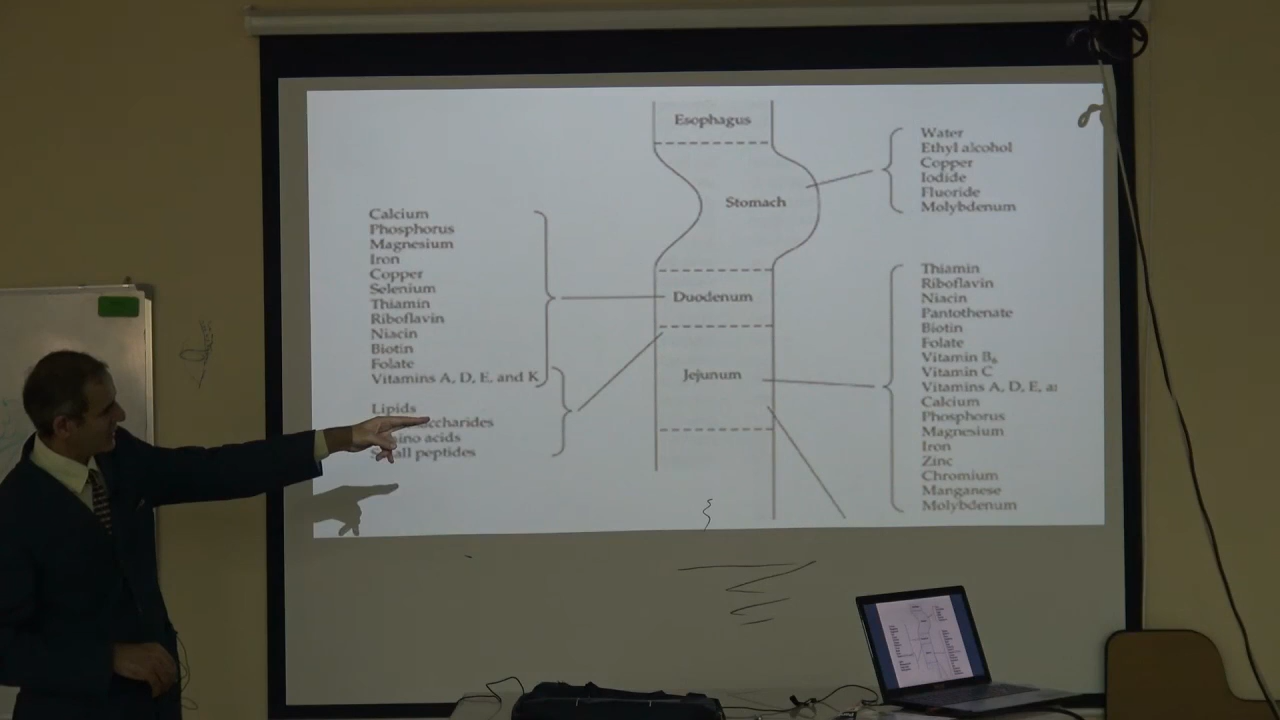 Esophagus
Stomach
Duodenum
Jejunum
Water
Ethyl alcohol
Copper
Iodide
Fluoride
Molybdenum
Calcium
Phosphorus
Magnesium
Iron
Copper
Selenium
Thiamin
Riboflavin
Niacin
Biotin
Folate
Vitamins A, D, E, and K
Lipids
ccharides
ino acids
all peptides
Thiamin
Riboflavin
Niacin
Pantothenate
Biotin
Folate
Vitamin B6
Vitamin C
Vitamins A, D, E, a
Calcium
Phosphorus
Magnesium
Iron
Zinc
Chromium
Manganese
Molybdenum